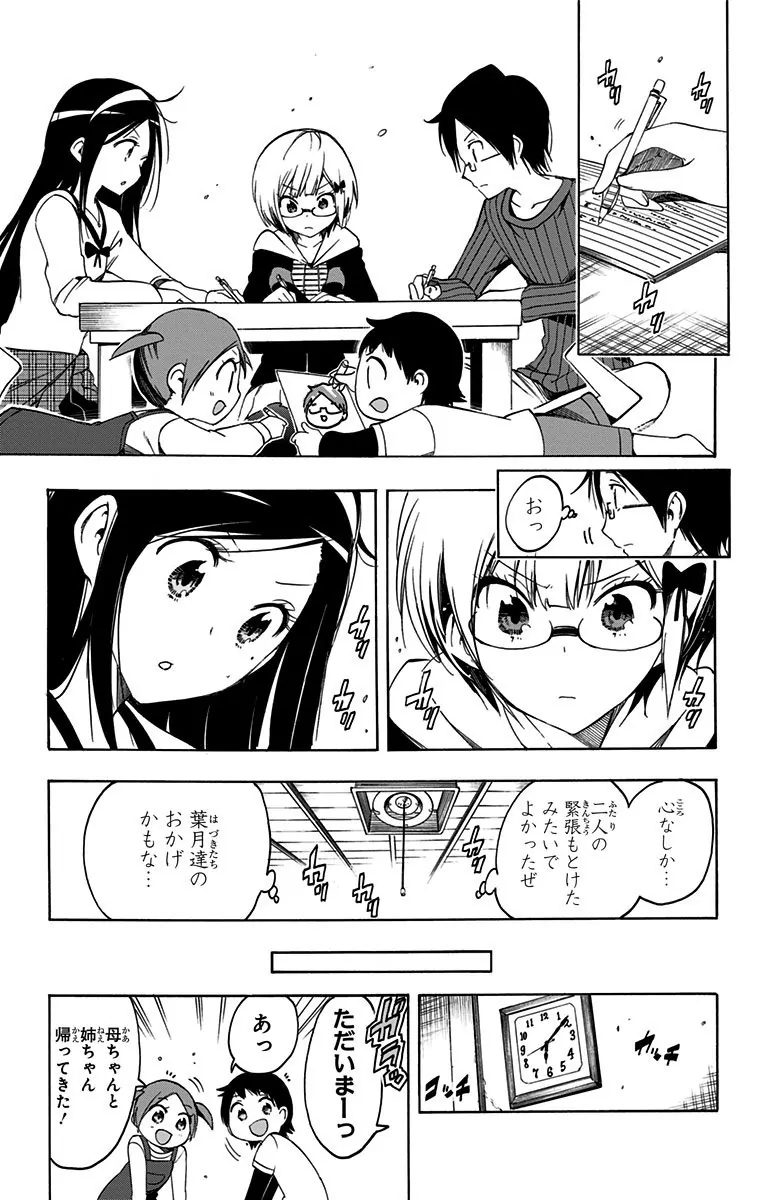 カリ
カリ
カリ
カリ
おっ
カリ
カリ
カリ
カリ
心なしか…
二人の
緊張もとけた
みたいで
よかったぜ
葉月達の
おかげ
かもな…
カッチ
コッチ
ガチャッ
ただいまーっ
あっ
母ちゃんと
姉ちゃん
帰ってきた!